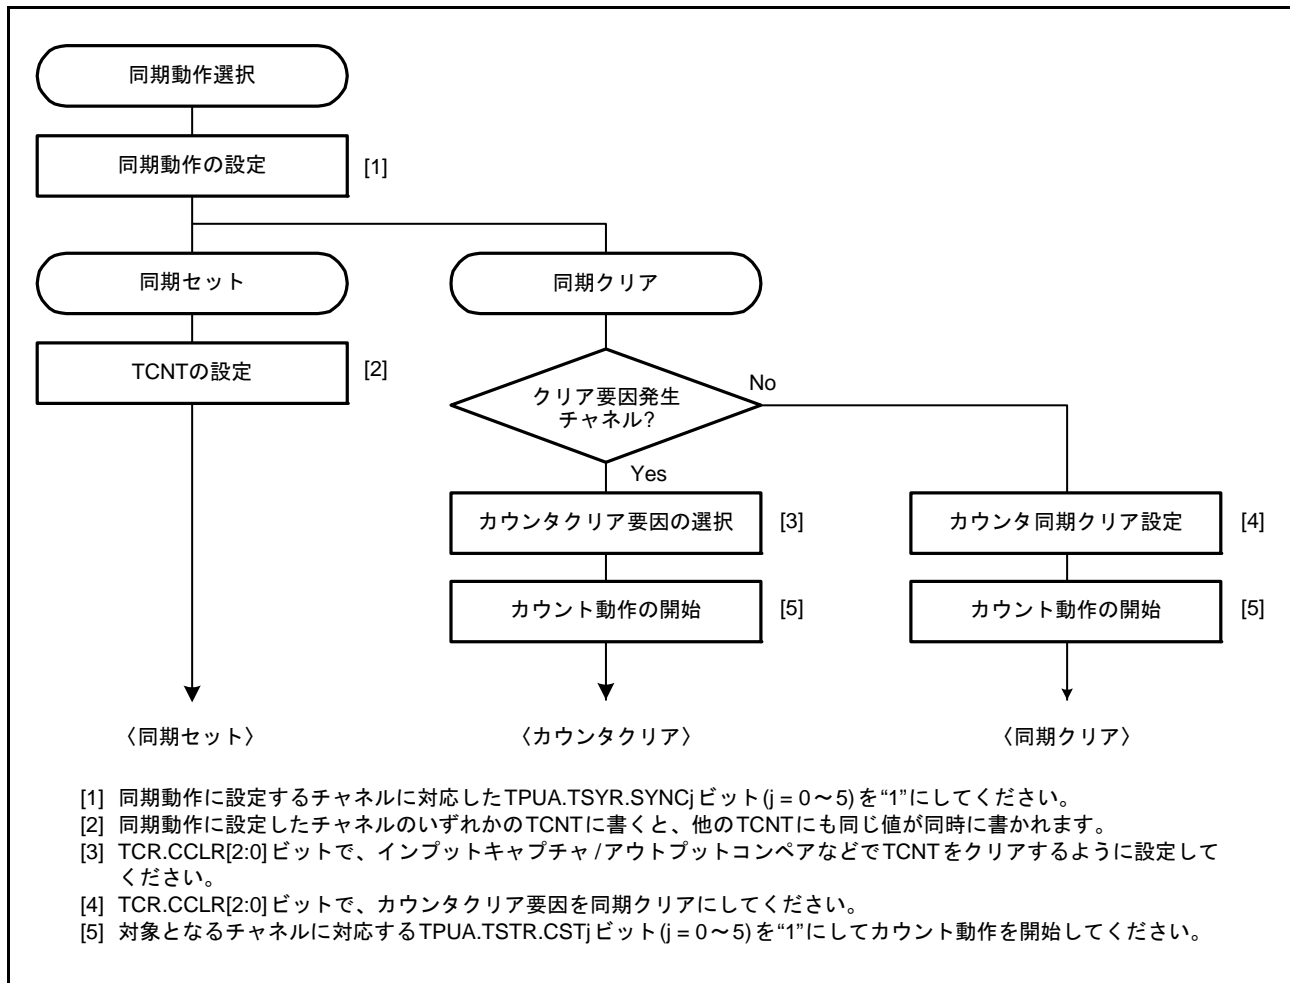 同期動作選択
同期動作の設定
[1]
同期セット
同期クリア
TCNTの設定
[2]
クリア要因発生
チャネル?
No
Yes
カウンタクリア要因の選択
[3]
カウンタ同期クリア設定
[4]
カウント動作の開始
[5]
カウント動作の開始
[5]
〈同期セット〉
〈カウンタクリア〉
〈同期クリア〉
[1] 同期動作に設定するチャネルに対応したTPUA.TSYR.SYNCjビット(j = 0～5)を“1”にしてください。
[2] 同期動作に設定したチャネルのいずれかのTCNTに書くと、他のTCNTにも同じ値が同時に書かれます。
[3] TCR.CCLR[2:0]ビットで、インプットキャプチャ/アウトプットコンペアなどでTCNTをクリアするように設定して
ください。
[4] TCR.CCLR[2:0]ビットで、カウンタクリア要因を同期クリアにしてください。
[5] 対象となるチャネルに対応するTPUA.TSTR.CSTjビット(j = 0～5)を“1”にしてカウント動作を開始してください。